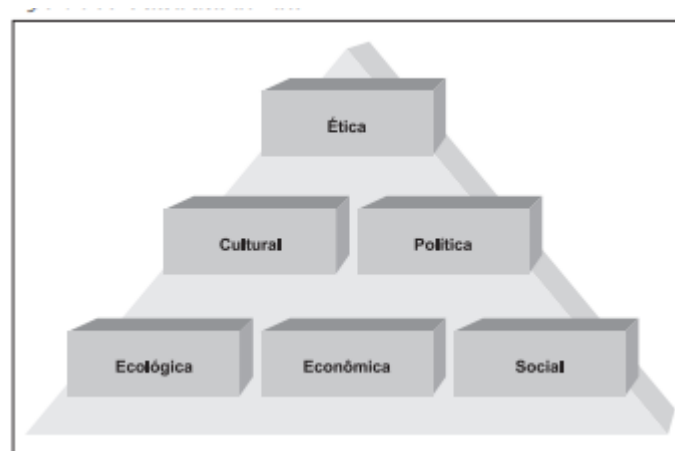 Ética
Cultural
Política
Ecológica
Econômica
Social